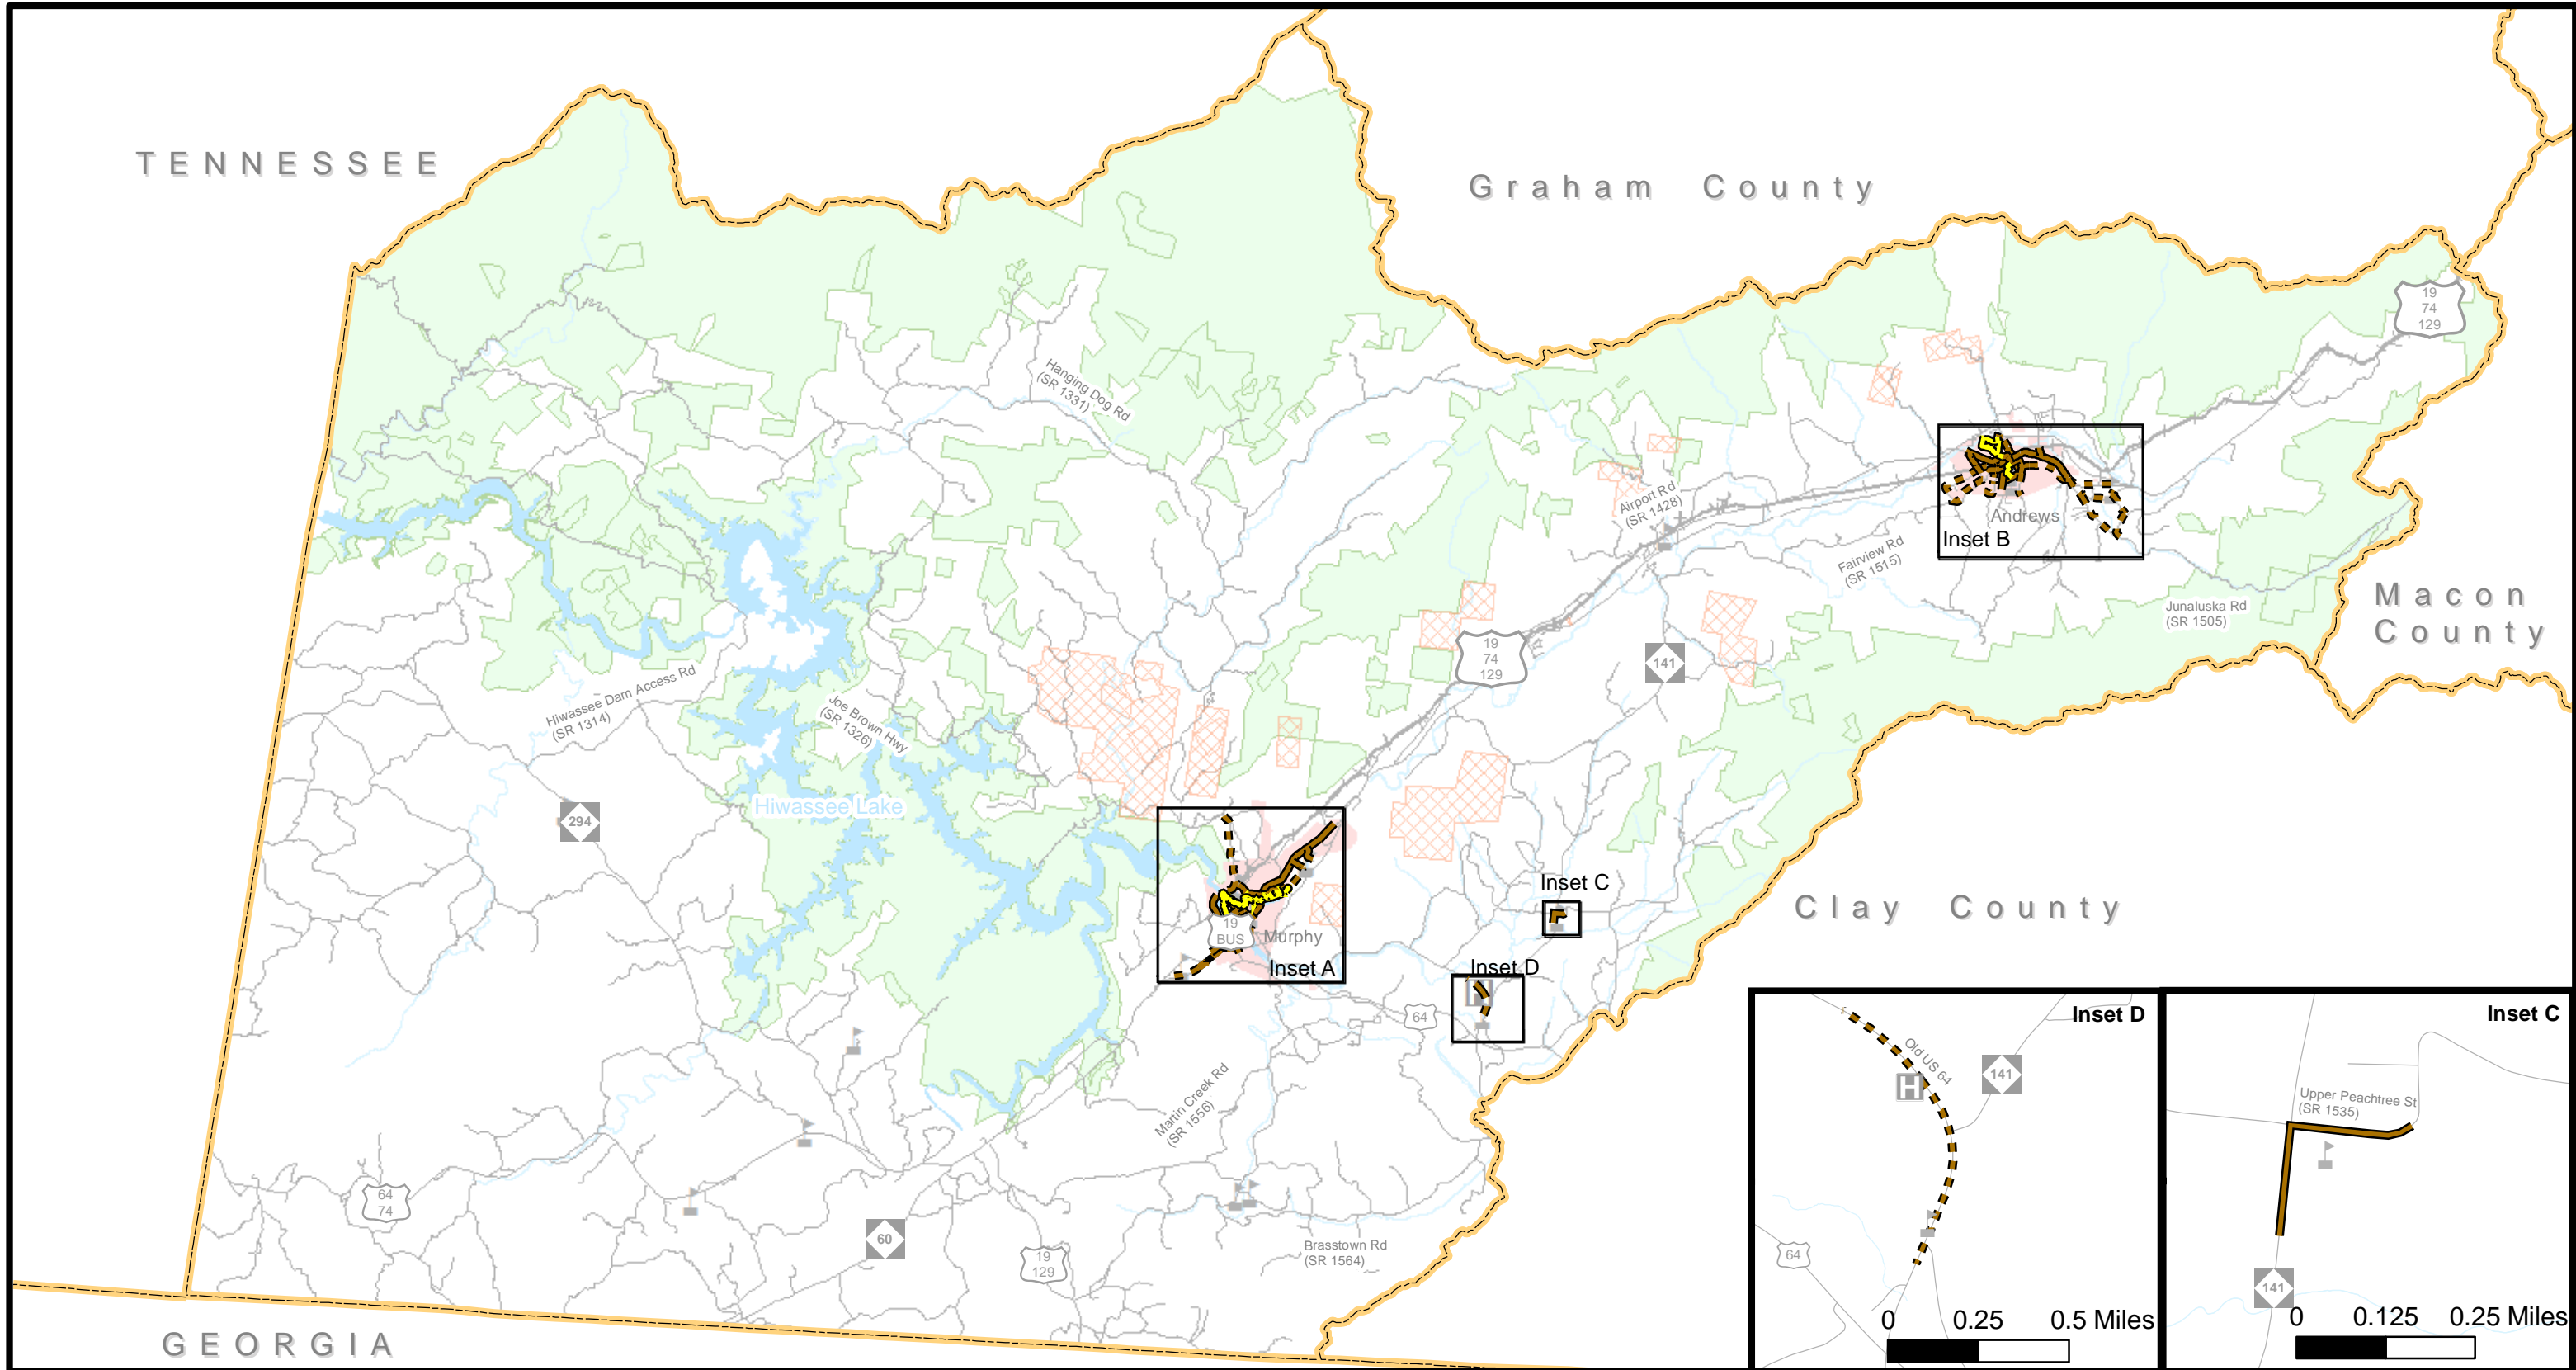 TENNESSEE
Graham County
19
74
129
Hanging Dog Rd
(SR 1331)
Airport Rd
(SR 1428)
Andrews
Inset B
Fairview Rd
(SR 1515)
Macon
County
Junaluska Rd
(SR 1505)
19
74
129
141
Hiwassee Dam Access Rd
(SR 1314)
Joe Brown Hwy
(SR 1326)
Hiwassee Lake
294
Inset C
Clay County
19
BUS
Murphy
Inset A
Inset D
H
64
Martin Creek Rd
(SR 1556)
64
74
60
19
129
Brasstown Rd
(SR 1564)
GEORGIA
Inset D
Old US 64
141
H
64
0 0.25 0.5 Miles
Inset C
Upper Peachtree St
(SR 1535)
141
0 0.125 0.25 Miles